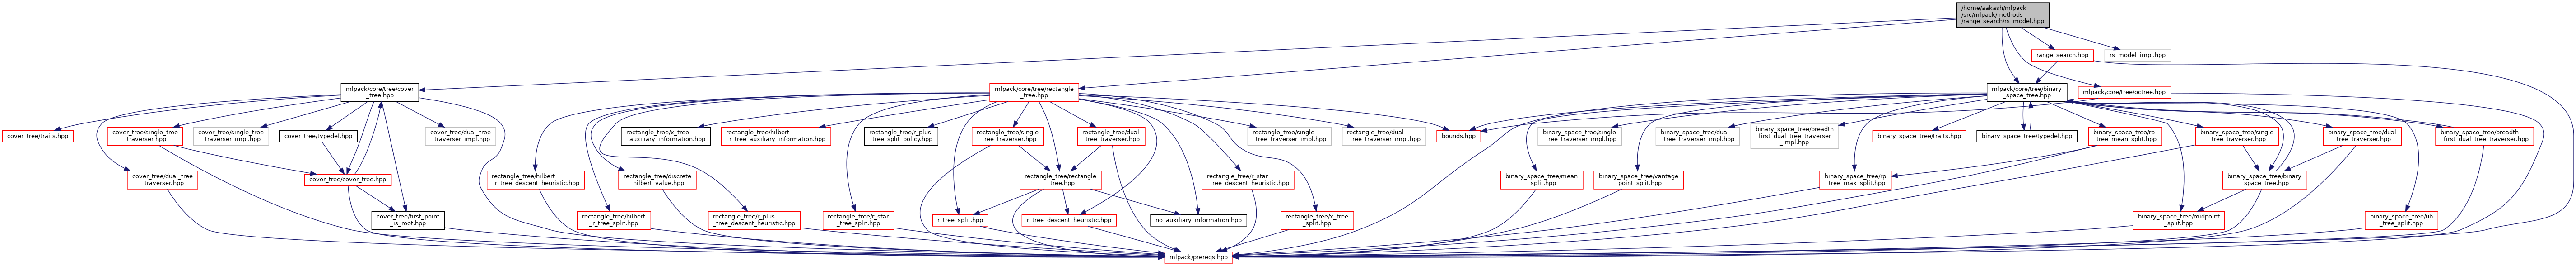 /home/aakash/mlpack
/src/mlpack/methods
/range_search/rs_model.hpp
range_search.hpp
rs_model_impl.hpp
mlpack/core/tree/cover
_tree.hpp
mlpack/core/tree/rectangle
_tree.hpp
mlpack/core/tree/binary
_space_tree.hpp
mlpack/core/tree/octree.hpp
cover_tree/traits.hpp
cover_tree/single_tree
_traverser.hpp
cover_tree/single_tree
_traverser_impl.hpp
cover_tree/typedef.hpp
cover_tree/dual_tree
_traverser_impl.hpp
rectangle_tree/x_tree
_auxiliary_information.hpp
rectangle_tree/hilbert
_r_tree_auxiliary_information.hpp
rectangle_tree/r_plus
_tree_split_policy.hpp
rectangle_tree/single
_tree_traverser.hpp
rectangle_tree/dual
_tree_traverser.hpp
rectangle_tree/single
_tree_traverser_impl.hpp
rectangle_tree/dual
_tree_traverser_impl.hpp
bounds.hpp
binary_space_tree/single
_tree_traverser_impl.hpp
binary_space_tree/dual
_tree_traverser_impl.hpp
binary_space_tree/breadth
_first_dual_tree_traverser
_impl.hpp
binary_space_tree/traits.hpp
binary_space_tree/typedef.hpp
binary_space_tree/rp
_tree_mean_split.hpp
binary_space_tree/single
_tree_traverser.hpp
binary_space_tree/dual
_tree_traverser.hpp
binary_space_tree/breadth
_first_dual_tree_traverser.hpp
cover_tree/dual_tree
_traverser.hpp
cover_tree/cover_tree.hpp
rectangle_tree/hilbert
_r_tree_descent_heuristic.hpp
rectangle_tree/discrete
_hilbert_value.hpp
rectangle_tree/rectangle
_tree.hpp
rectangle_tree/r_star
_tree_descent_heuristic.hpp
binary_space_tree/mean
_split.hpp
binary_space_tree/vantage
_point_split.hpp
binary_space_tree/rp
_tree_max_split.hpp
binary_space_tree/binary
_space_tree.hpp
cover_tree/first_point
_is_root.hpp
rectangle_tree/hilbert
_r_tree_split.hpp
rectangle_tree/r_plus
_tree_descent_heuristic.hpp
rectangle_tree/r_star
_tree_split.hpp
r_tree_split.hpp
r_tree_descent_heuristic.hpp
no_auxiliary_information.hpp
rectangle_tree/x_tree
_split.hpp
binary_space_tree/midpoint
_split.hpp
binary_space_tree/ub
_tree_split.hpp
mlpack/prereqs.hpp